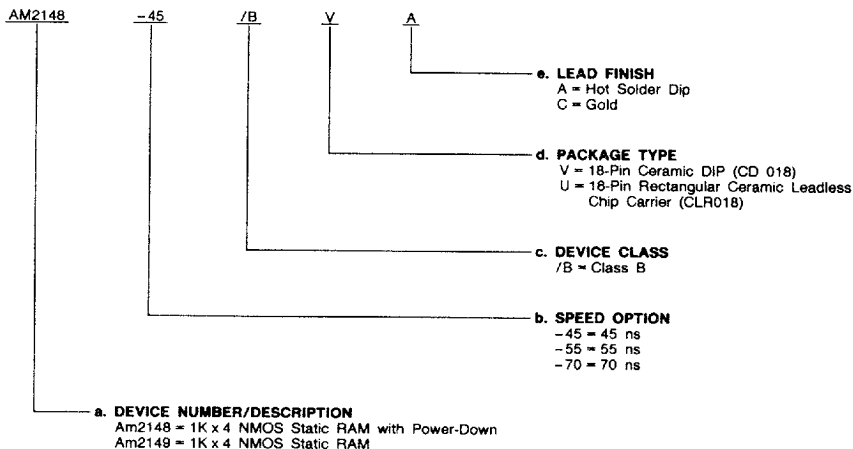 AM2148 -45 /B V A
e. LEAD FINISH
A = Hot Solder Dip
C = Gold
d. PACKAGE TYPE
V = 18-Pin Ceramic DIP (CD 018)
U = 18-Pin Rectangular Ceramic Leadless
Chip Carrier (CLR018)
c. DEVICE CLASS
/B = Class B
b. SPEED OPTION
-45 = 45 ns
-55 = 55 ns
-70 = 70 ns
a. DEVICE NUMBER/DESCRIPTION
Am2148 = 1K x 4 NMOS Static RAM with Power-Down
Am2149 = 1K x 4 NMOS Static RAM